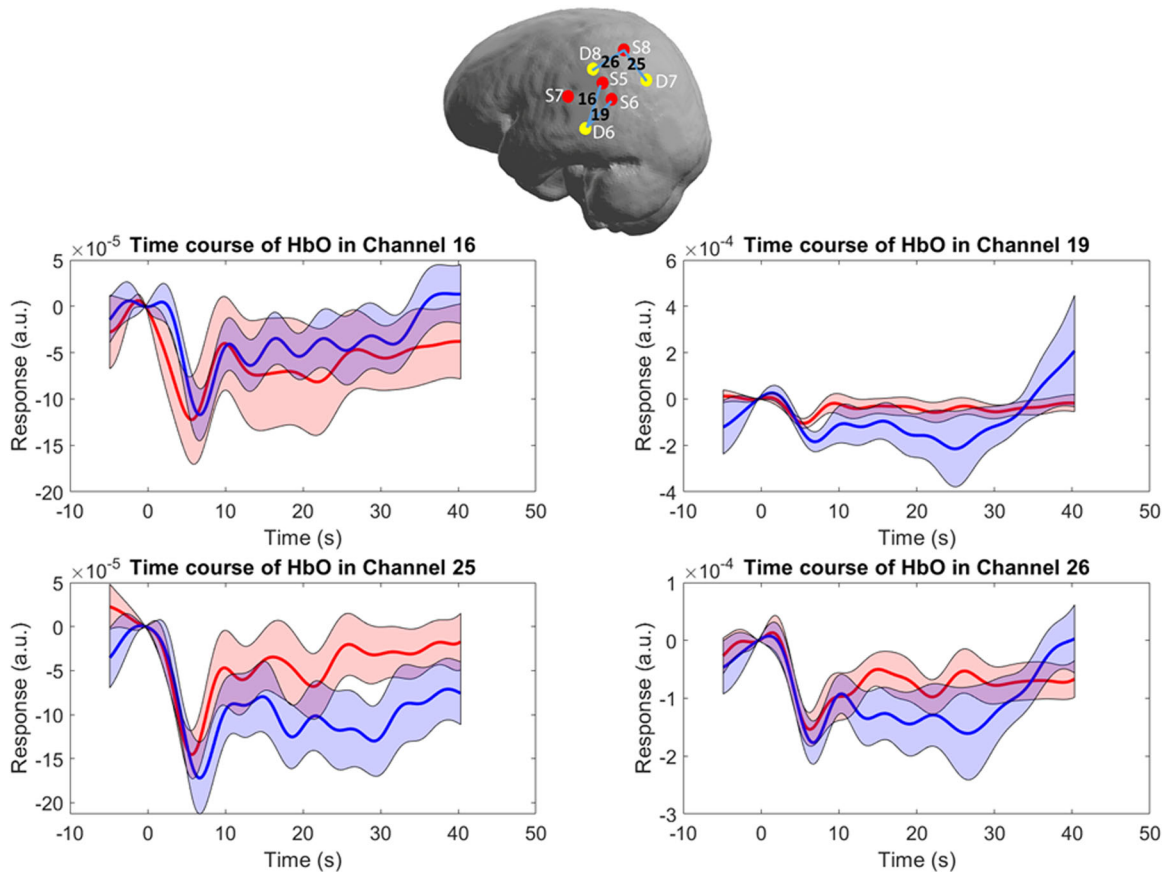 S8
D8
26 25
S5 D7
S7 16 S6
19
D6
×10⁻⁵ Time course of HbO in Channel 16
5
0
-5
-10
-15
-20
Response (a.u.)
-10 0 10 20 30 40 50
Time (s)
×10⁻⁴ Time course of HbO in Channel 19
6
4
2
0
-2
-4
Response (a.u.)
-10 0 10 20 30 40 50
Time (s)
×10⁻⁵ Time course of HbO in Channel 25
5
0
-5
-10
-15
-20
Response (a.u.)
-10 0 10 20 30 40 50
Time (s)
×10⁻⁴ Time course of HbO in Channel 26
1
0
-1
-2
-3
Response (a.u.)
-10 0 10 20 30 40 50
Time (s)